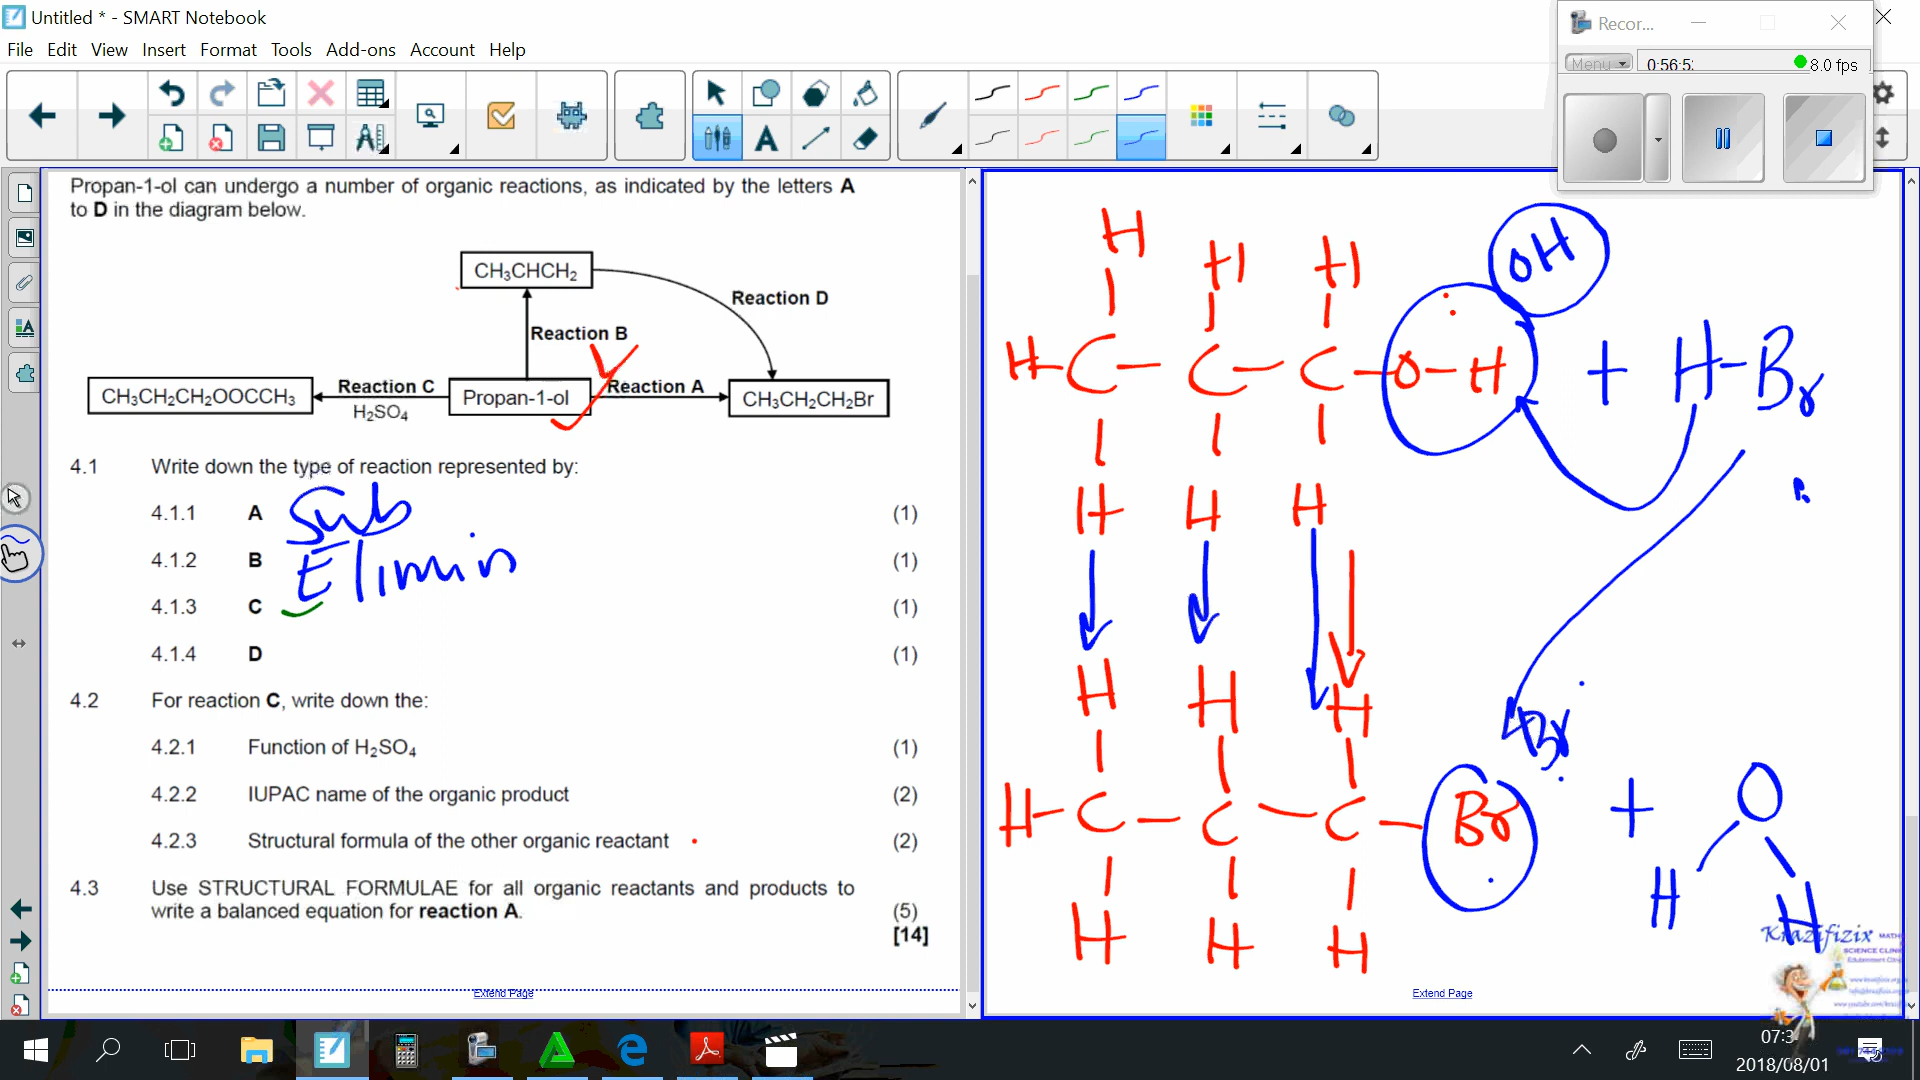 Untitled * - SMART Notebook
File Edit View Insert Format Tools Add-ons Account Help
Recor...
Menu
0:56:5
8.0 fps
Propan-1-ol can undergo a number of organic reactions, as indicated by the letters A
to D in the diagram below.
CH3CHCH2
Reaction D
Reaction B
CH3CH2CH2OOCCH3
Reaction C
H2SO4
Propan-1-ol
Reaction A
CH3CH2CH2Br
4.1 Write down the type of reaction represented by:
4.1.1 A Sub (1)
4.1.2 B Elimin (1)
4.1.3 C (1)
4.1.4 D (1)
4.2 For reaction C, write down the:
4.2.1 Function of H2SO4 (1)
4.2.2 IUPAC name of the organic product (2)
4.2.3 Structural formula of the other organic reactant (2)
4.3 Use STRUCTURAL FORMULAE for all organic reactants and products to
write a balanced equation for reaction A. (5)
[14]
Extend Page
H H H OH
H-C-C-C-O-H + H-Br
H H H
H H H Br
H-C-C-C-Br + O
H H
H H H
Krazifizix MATH
SCIENCE CLINIC
Extend Page
07:3
2018/08/01